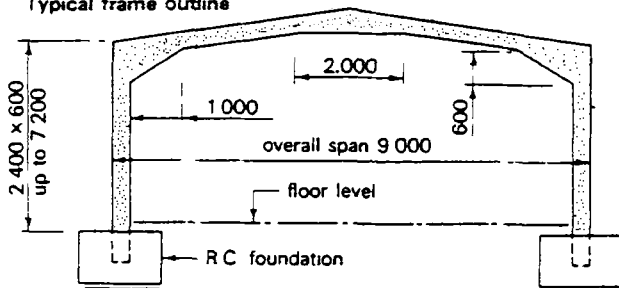 Typical frame outline
2 400 x 600
up to 7 200
1 000
2.000
600
overall span 9 000
floor level
R C foundation